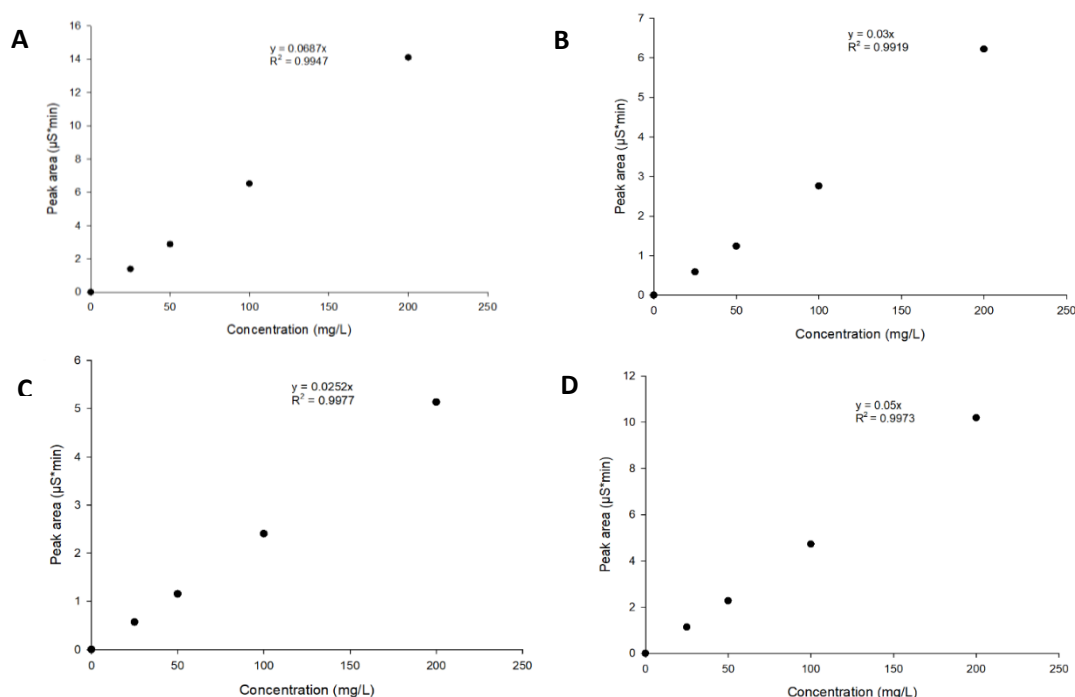 A
y = 0.0687x
R² = 0.9947
Peak area (µS*min)
16
14
12
10
8
6
4
2
0
0 50 100 150 200 250
Concentration (mg/L)
B
y = 0.03x
R² = 0.9919
Peak area (µS*min)
7
6
5
4
3
2
1
0
0 50 100 150 200 250
Concentration (mg/L)
C
y = 0.0252x
R² = 0.9977
Peak area (µS*min)
6
5
4
3
2
1
0
0 50 100 150 200 250
Concentration (mg/L)
D
y = 0.05x
R² = 0.9973
Peak area (µS*min)
12
10
8
6
4
2
0
0 50 100 150 200 250
Concentration (mg/L)